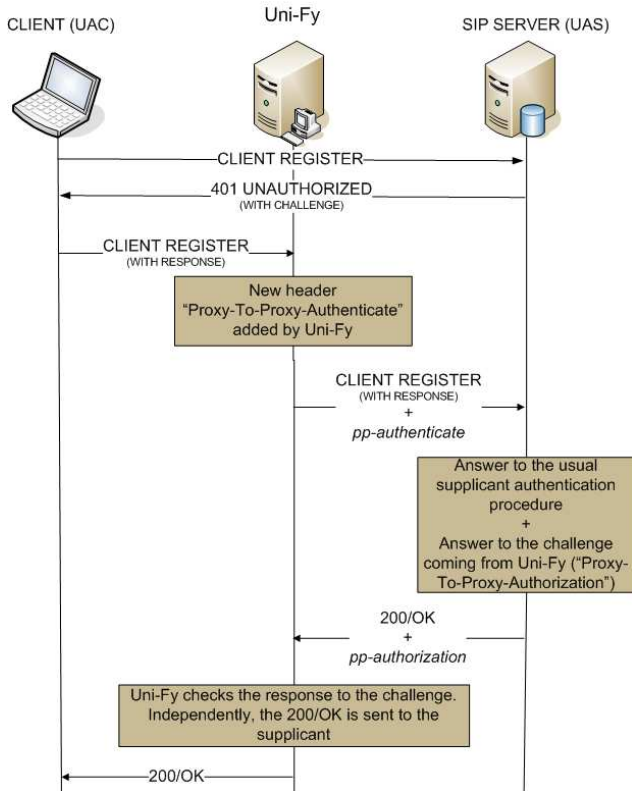 CLIENT (UAC)
Uni-Fy
SIP SERVER (UAS)
CLIENT REGISTER
401 UNAUTHORIZED
(WITH CHALLENGE)
CLIENT REGISTER
(WITH RESPONSE)
New header
“Proxy-To-Proxy-Authenticate”
added by Uni-Fy
CLIENT REGISTER
(WITH RESPONSE)
+
pp-authenticate
Answer to the usual
supplicant authentication
procedure
+
Answer to the challenge
coming from Uni-Fy (“Proxy-
To-Proxy-Authorization”)
200/OK
+
pp-authorization
Uni-Fy checks the response to the challenge.
Independently, the 200/OK is sent to the
supplicant
200/OK